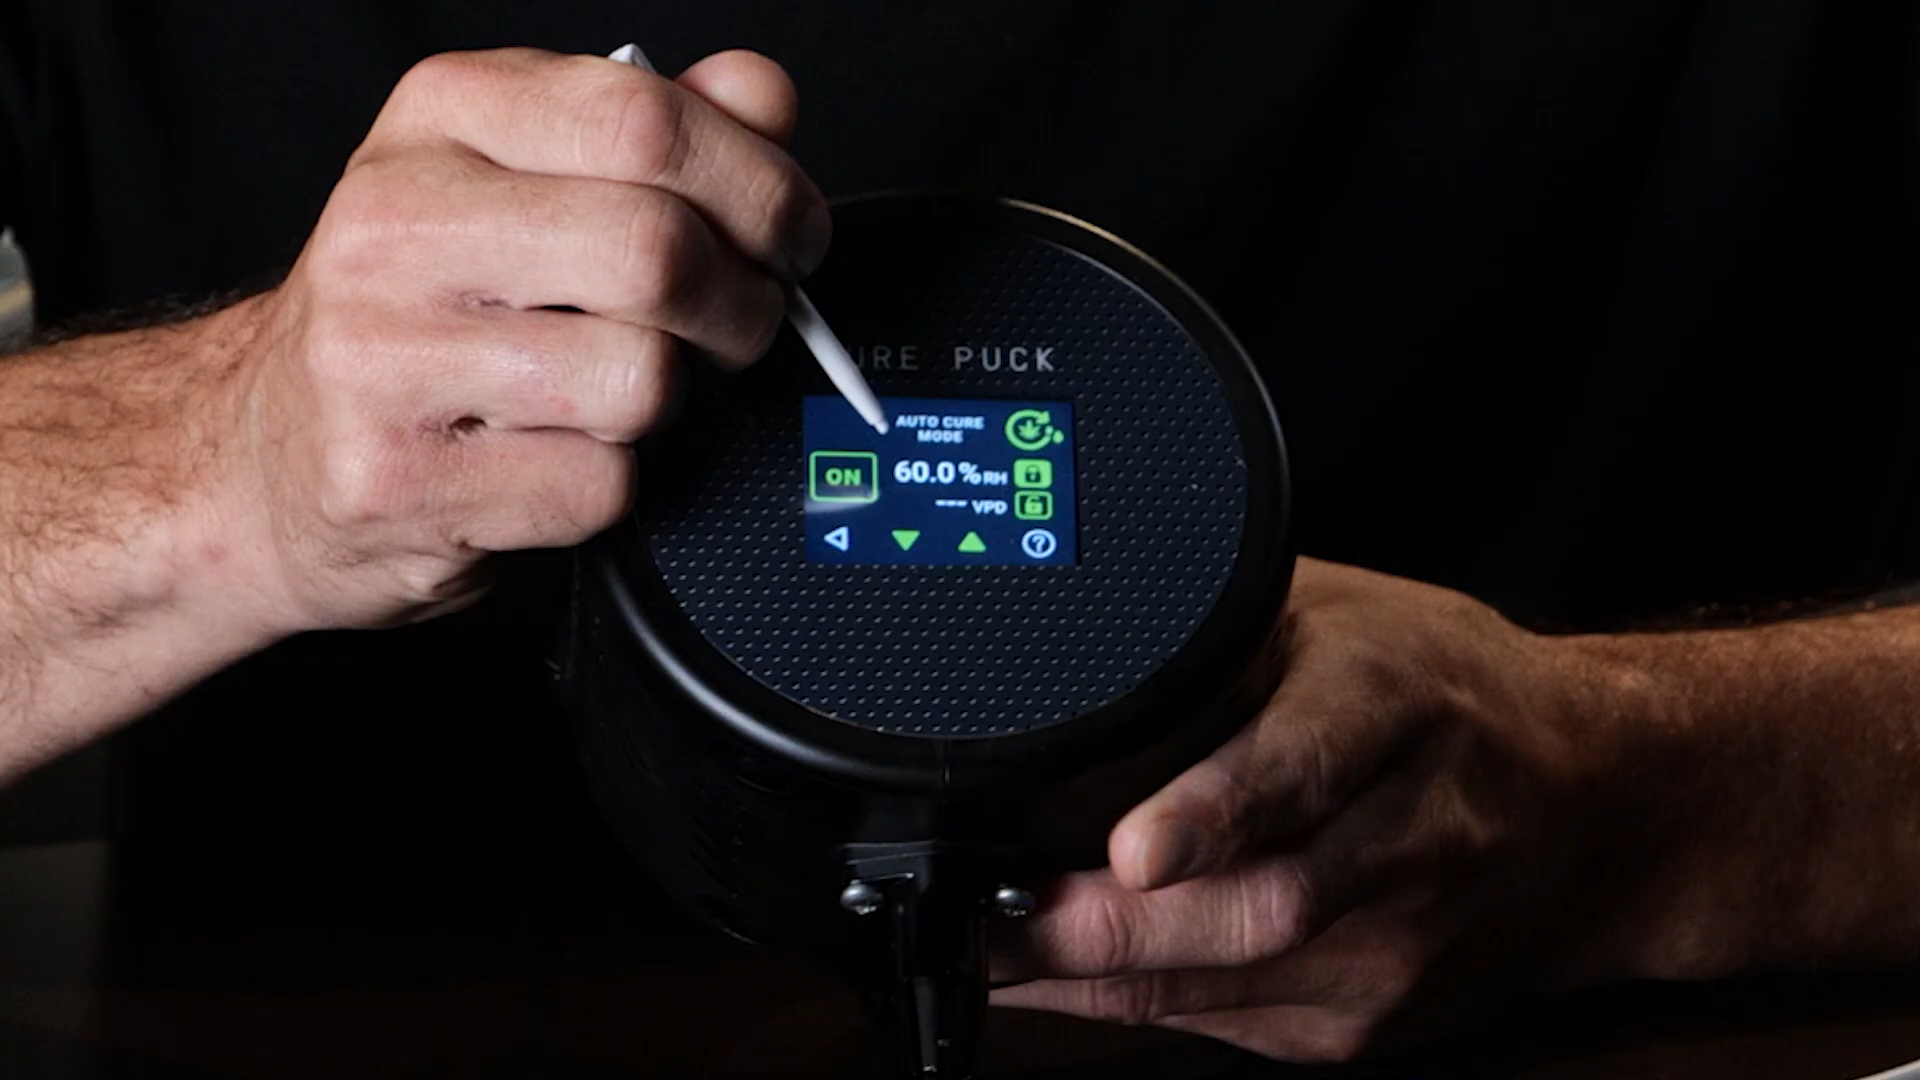 URE PUCK
AUTO CURE
MODE
ON
60.0%RH
--- VPD
?